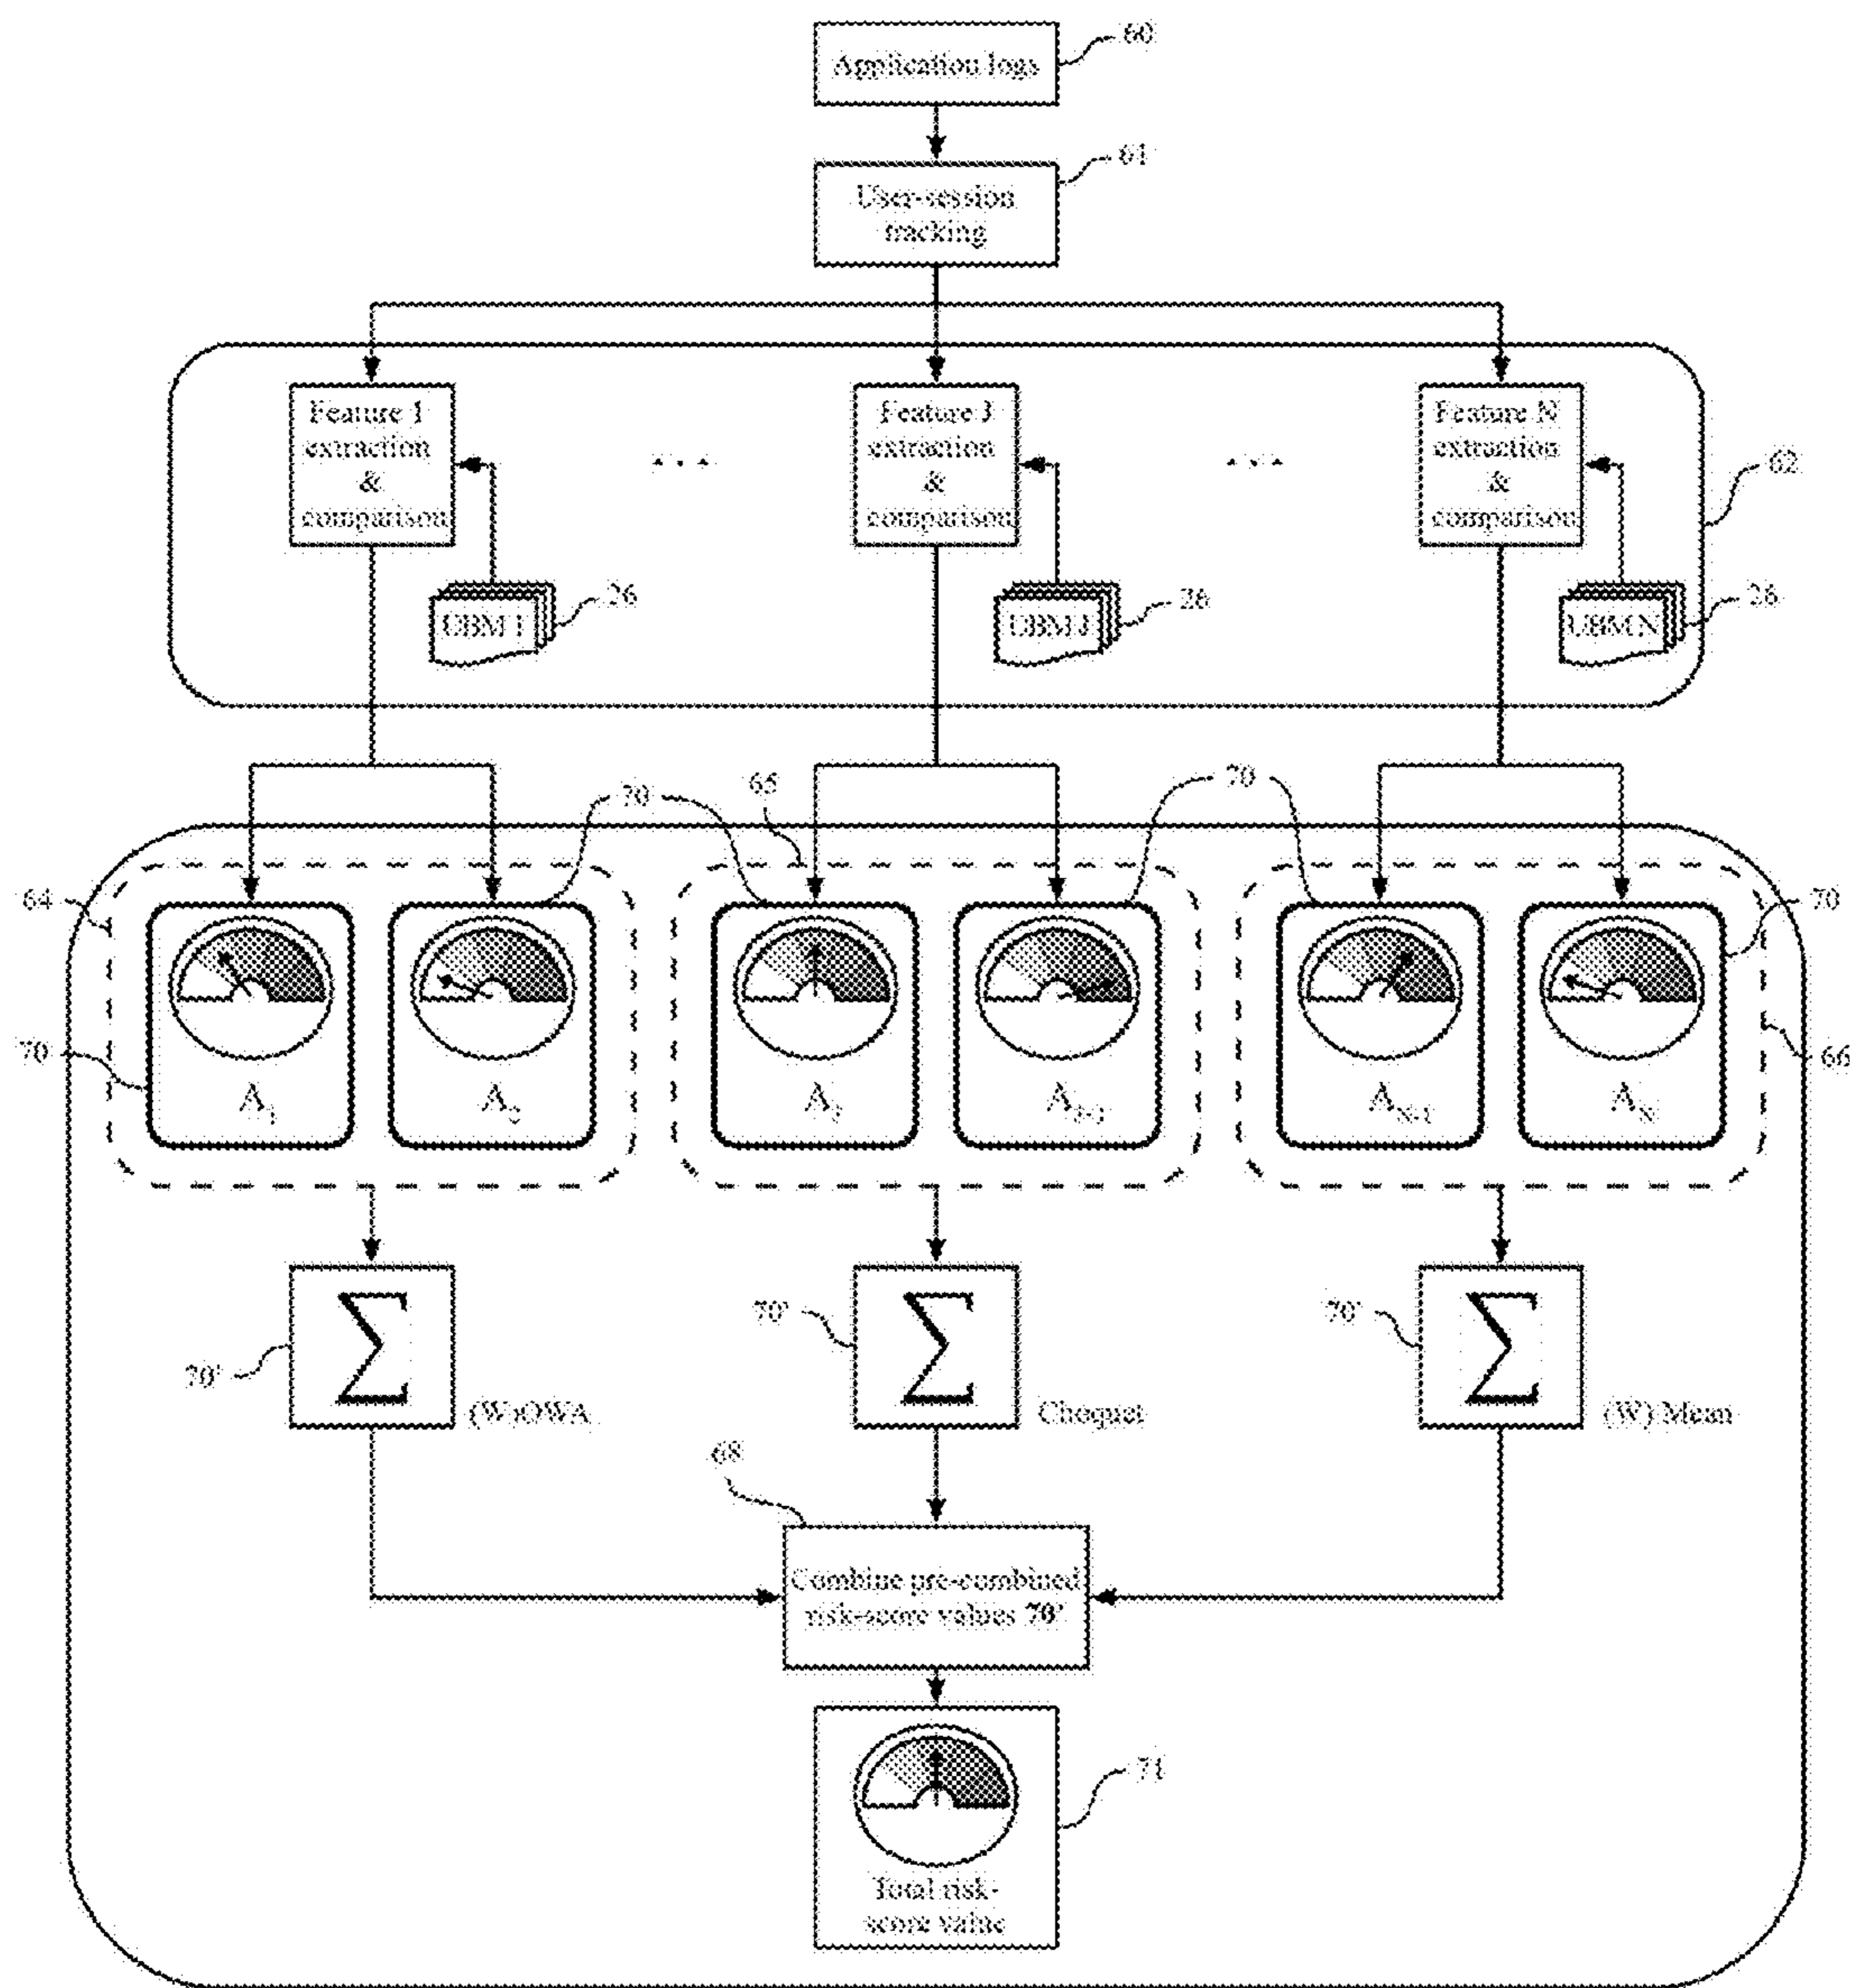 60
Application logs
61
User-session
tracking
Feature 1
extraction
&
comparison
Feature J
extraction
&
comparison
Feature N
extraction
&
comparison
62
UBM 1
26
UBM J
26
UBM N
26
70
65
70
64
70
70
66
A1
A2
AN-1
AN
70'
70'
70'
(W)OWA
Choquet
(W) Mean
68
Combine pre-combined
risk-score values 70'
71
Total risk-
score value